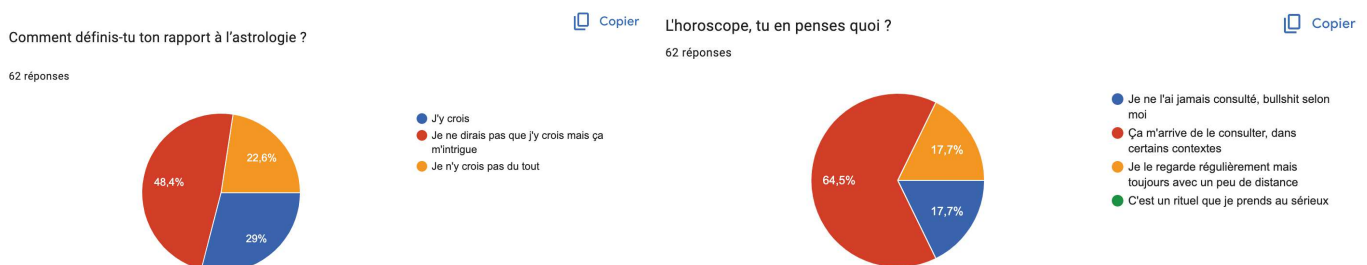 Copier
Comment définis-tu ton rapport à l'astrologie ?
62 réponses
J'y crois
Je ne dirais pas que j'y crois mais ça
m'intrigue
Je n'y crois pas du tout
22,6%
48,4%
29%
Copier
L'horoscope, tu en penses quoi ?
62 réponses
Je ne l'ai jamais consulté, bullshit selon
moi
Ça m'arrive de le consulter, dans
certains contextes
Je le regarde régulièrement mais
toujours avec un peu de distance
C'est un rituel que je prends au sérieux
17,7%
64,5%
17,7%